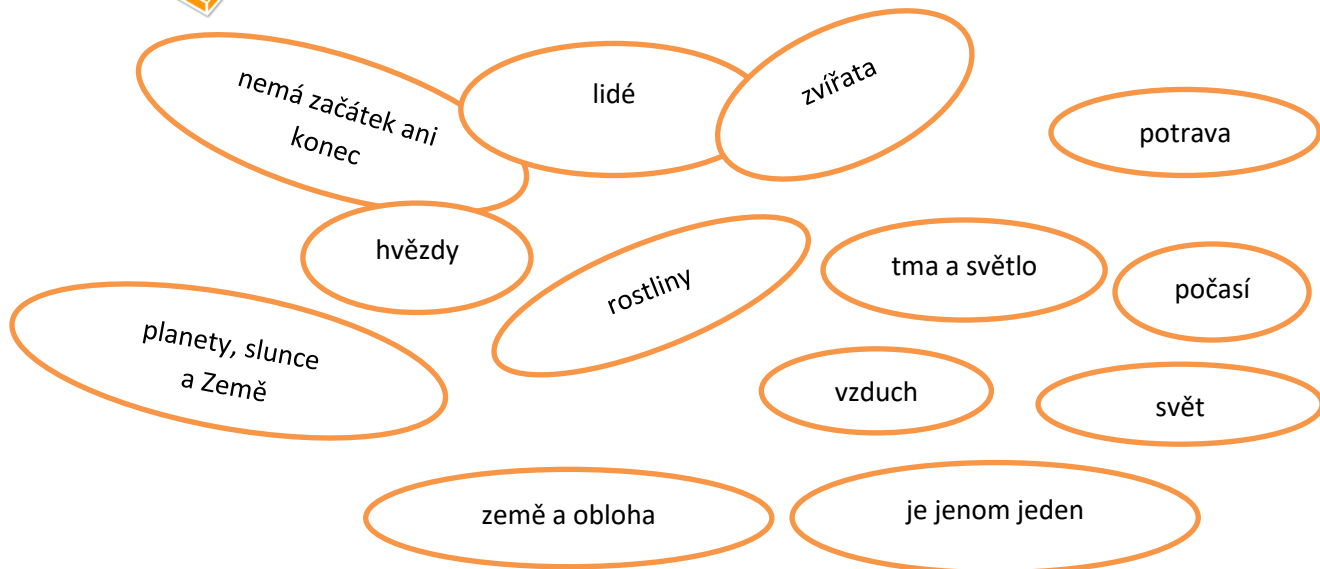 nemá začátek ani
konec
lidé
zvířata
potrava
hvězdy
rostliny
tma a světlo
počasí
planety, slunce
a Země
vzduch
svět
země a obloha
je jenom jeden